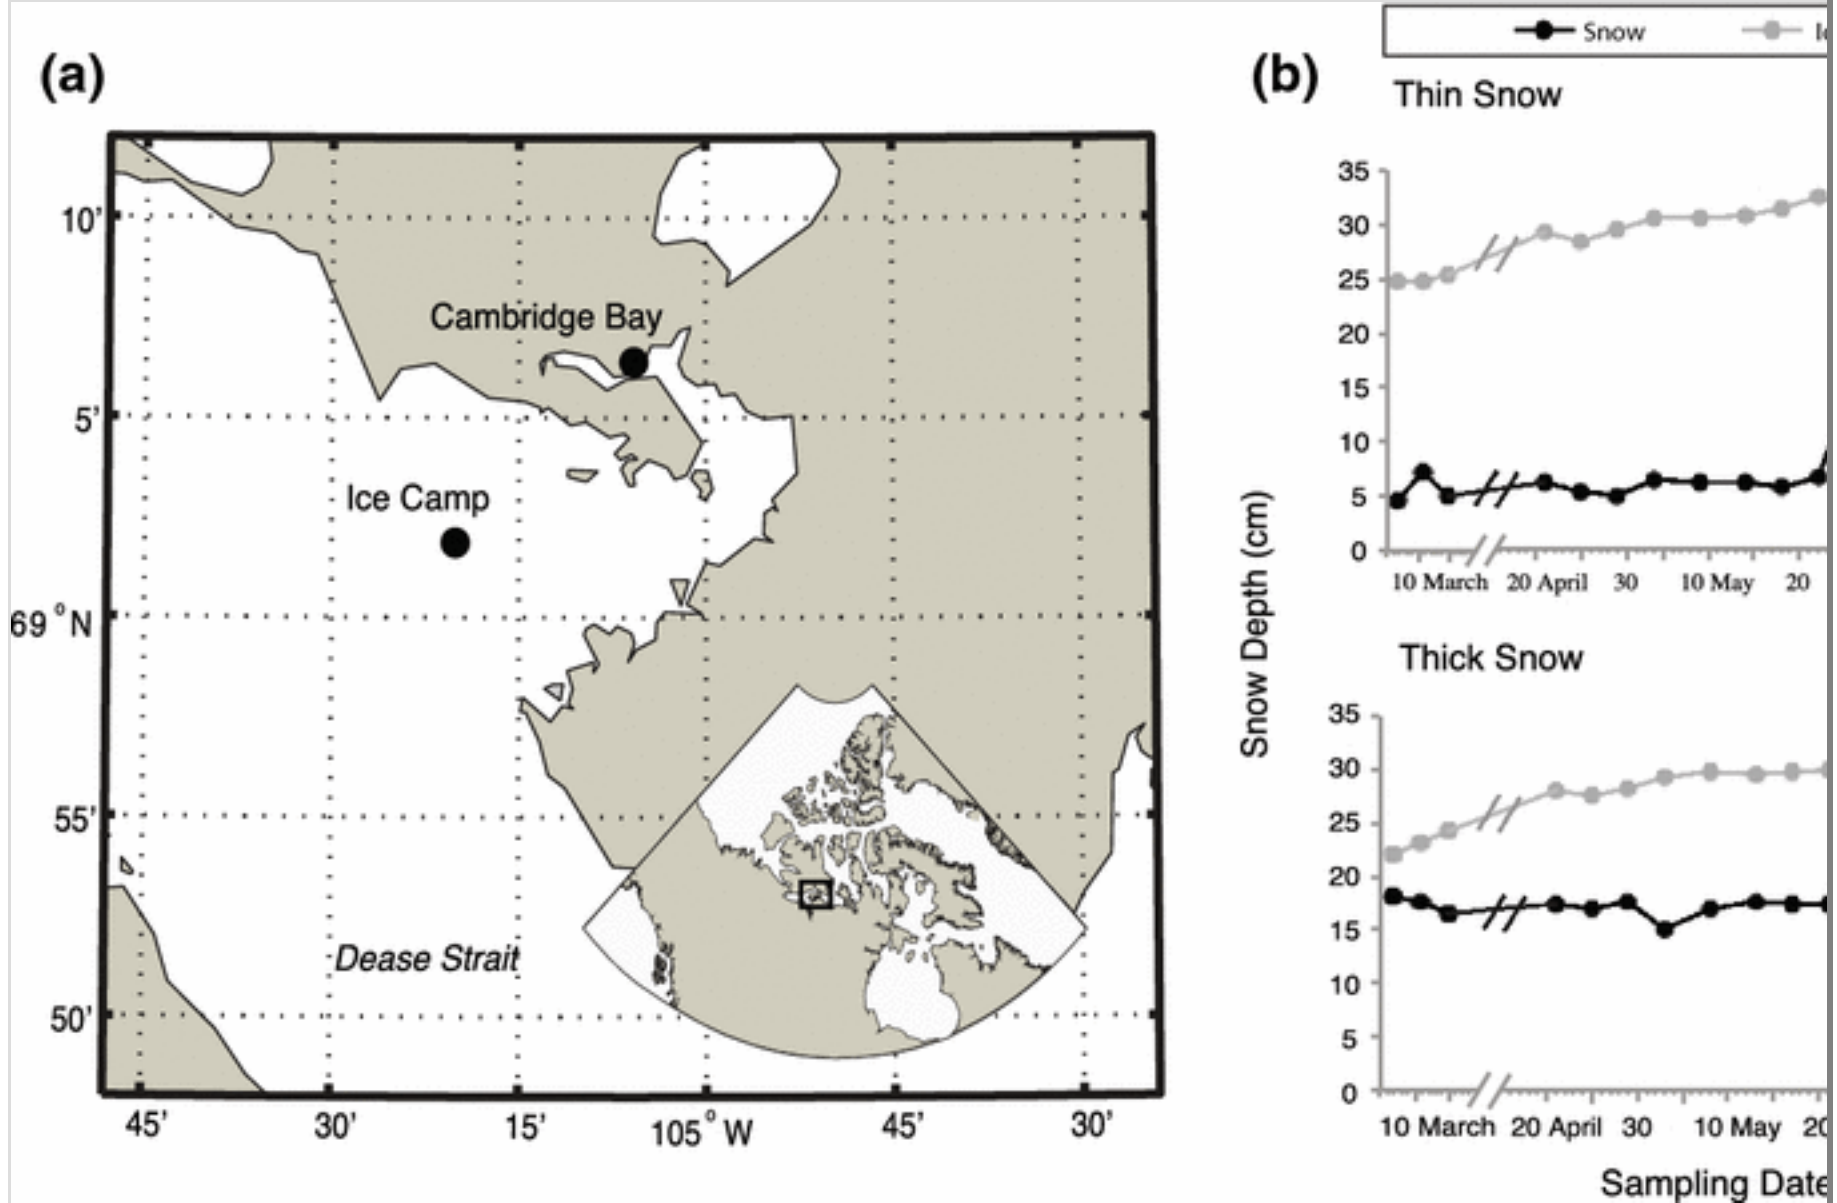 (a)
10’
Cambridge Bay
5’
Ice Camp
69°N
55’
Dease Strait
50’
45’ 30’ 15’ 105°W 45’ 30’
(b)
Snow
Thin Snow
35
30
25
20
15
10
5
0
10 March 20 April 30 10 May 20
Snow Depth (cm)
Thick Snow
35
30
25
20
15
10
5
0
10 March 20 April 30 10 May 20
Sampling Date